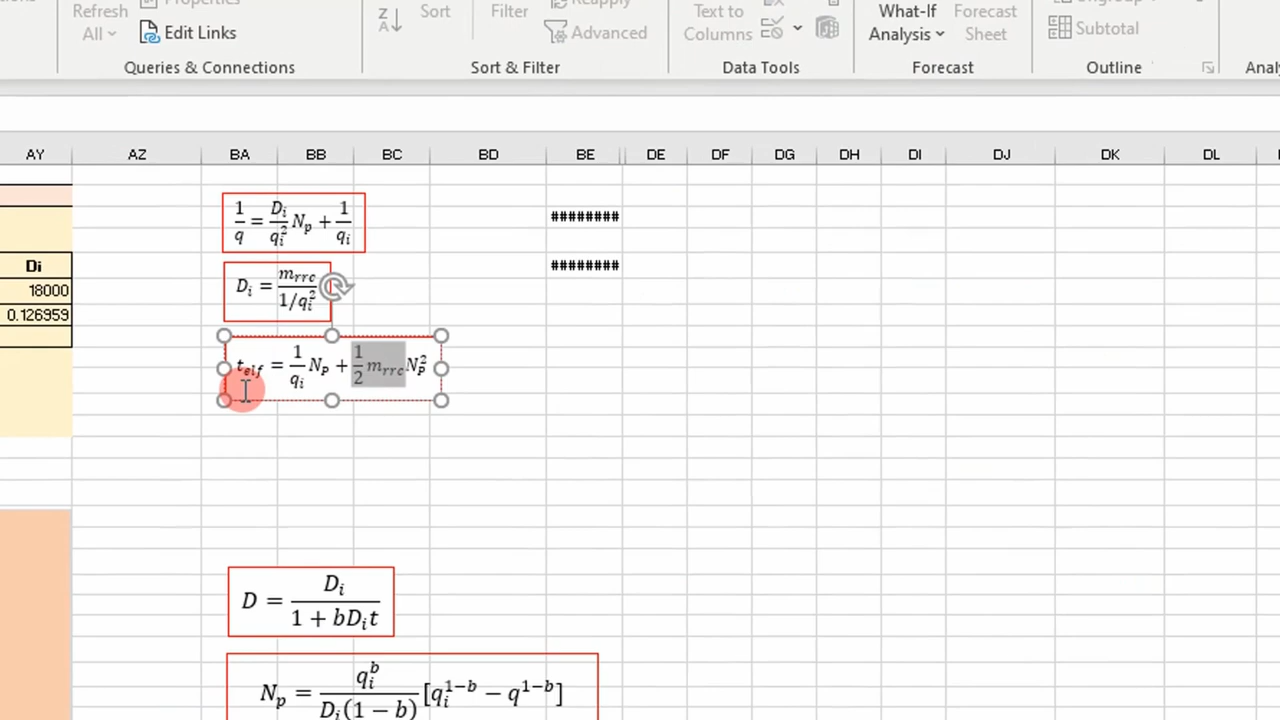 Refresh
All
Properties
Edit Links
Queries & Connections
Sort
Filter
Reapply
Advanced
Sort & Filter
Text to
Columns
Data Tools
What-If
Analysis
Forecast
Sheet
Forecast
Ungroup
Subtotal
Outline
AY AZ BA BB BC BD BE DE DF DG DH DI DJ DK DL
1/q = D_i/q_i^2 N_p + 1/q_i
########
Di
D_i = m_rrc / 1/q_i^2
########
18000
0.126959
t_elf = 1/q_i N_P + 1/2 m_rrc N_P^2
D = D_i / 1 + bD_i t
N_p = q_i^b / D_i(1 − b) [q_i^{1−b} − q^{1−b}]